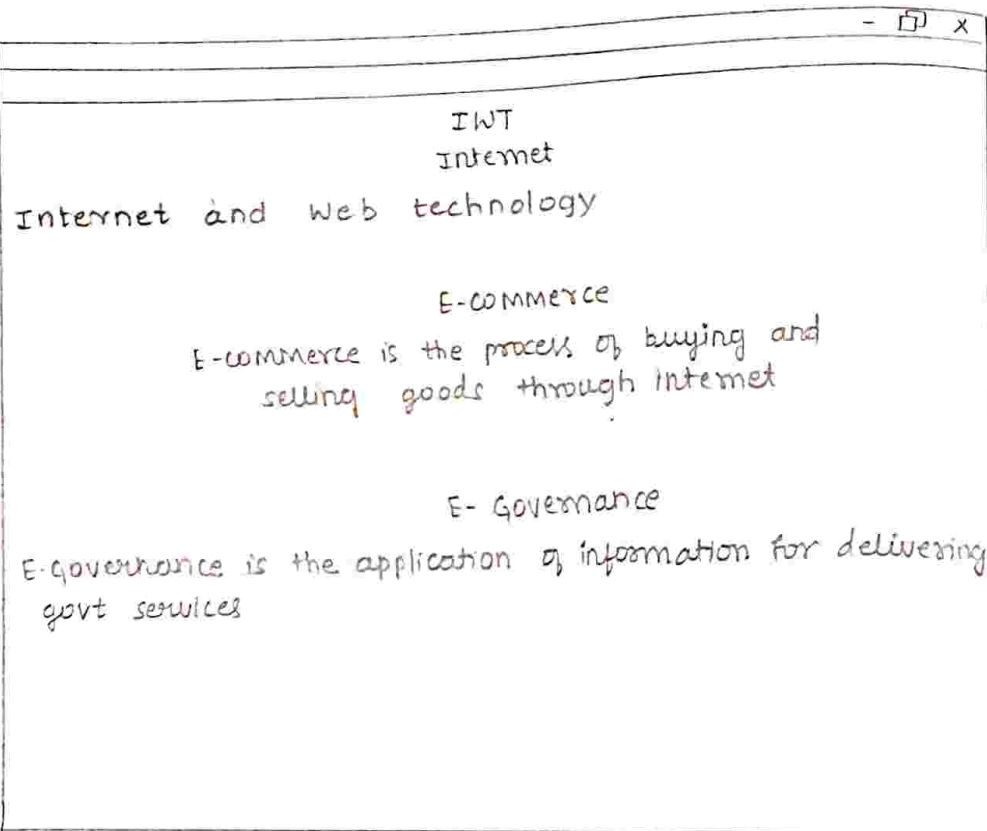 IWT
Internet
Internet and web technology
E-commerce
E-commerce is the process of buying and
selling goods through internet
E- Governance
E-Governance is the application of information for delivering
govt services